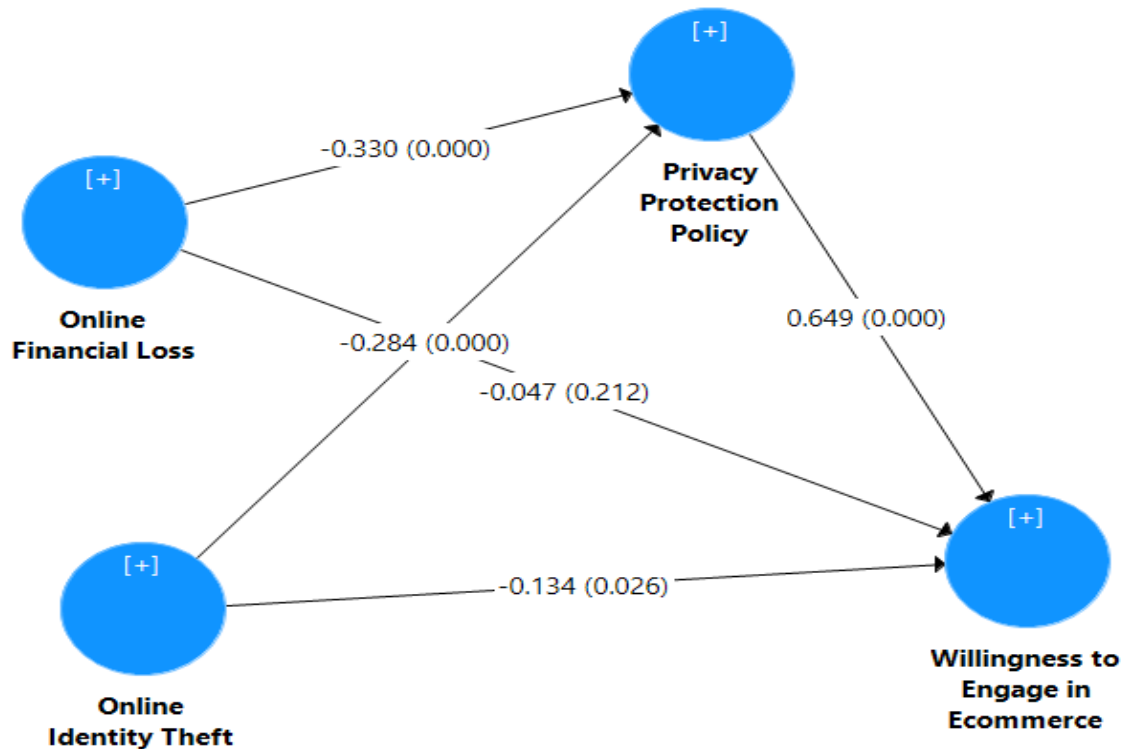 [+]
Privacy
Protection
Policy
-0.330 (0.000)
[+]
Online
Financial Loss
0.649 (0.000)
-0.284 (0.000)
-0.047 (0.212)
[+]
Willingness to
Engage in
Ecommerce
[+]
Online
Identity Theft
-0.134 (0.026)